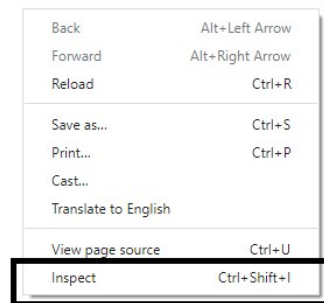 Back Alt+Left Arrow
Forward Alt+Right Arrow
Reload Ctrl+R
Save as... Ctrl+S
Print... Ctrl+P
Cast...
Translate to English
View page source Ctrl+U
Inspect Ctrl+Shift+I